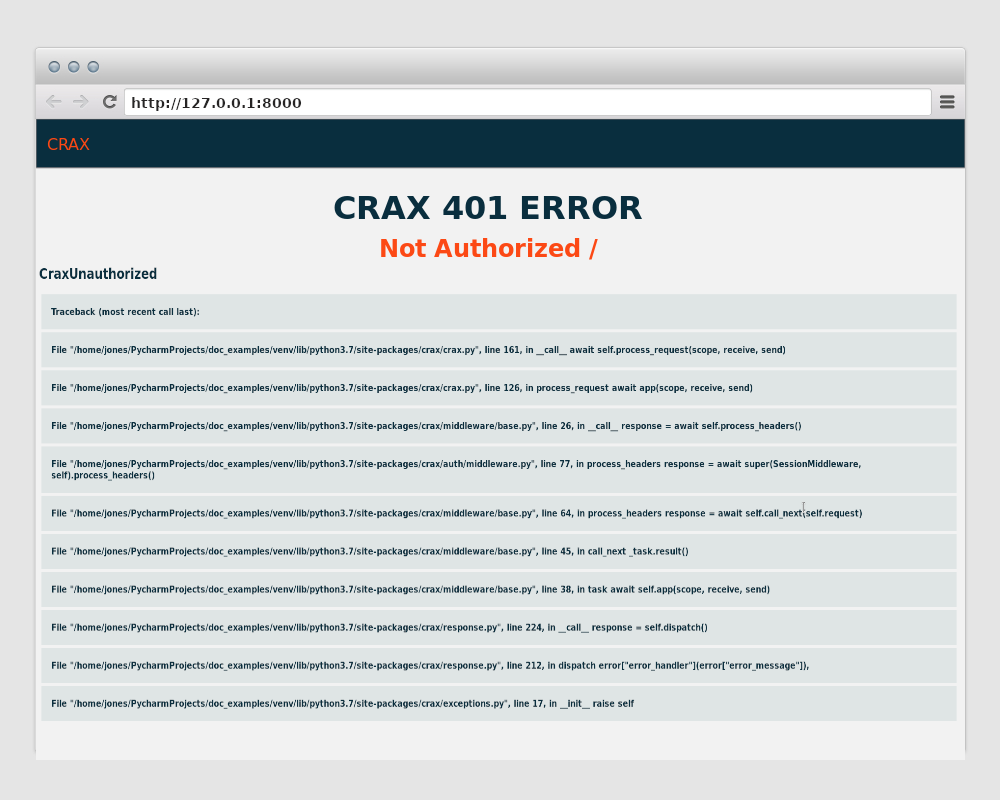 http://127.0.0.1:8000
CRAX
CRAX 401 ERROR
Not Authorized /
CraxUnauthorized
Traceback (most recent call last):
File "/home/jones/PycharmProjects/doc_examples/venv/lib/python3.7/site-packages/crax/crax.py", line 161, in __call__ await self.process_request(scope, receive, send)
File "/home/jones/PycharmProjects/doc_examples/venv/lib/python3.7/site-packages/crax/crax.py", line 126, in process_request await app(scope, receive, send)
File "/home/jones/PycharmProjects/doc_examples/venv/lib/python3.7/site-packages/crax/middleware/base.py", line 26, in __call__ response = await self.process_headers()
File "/home/jones/PycharmProjects/doc_examples/venv/lib/python3.7/site-packages/crax/auth/middleware.py", line 77, in process_headers response = await super(SessionMiddleware,
self).process_headers()
File "/home/jones/PycharmProjects/doc_examples/venv/lib/python3.7/site-packages/crax/middleware/base.py", line 64, in process_headers response = await self.call_next(self.request)
File "/home/jones/PycharmProjects/doc_examples/venv/lib/python3.7/site-packages/crax/middleware/base.py", line 45, in call_next _task.result()
File "/home/jones/PycharmProjects/doc_examples/venv/lib/python3.7/site-packages/crax/middleware/base.py", line 38, in task await self.app(scope, receive, send)
File "/home/jones/PycharmProjects/doc_examples/venv/lib/python3.7/site-packages/crax/response.py", line 224, in __call__ response = self.dispatch()
File "/home/jones/PycharmProjects/doc_examples/venv/lib/python3.7/site-packages/crax/response.py", line 212, in dispatch error["error_handler"](error["error_message"]),
File "/home/jones/PycharmProjects/doc_examples/venv/lib/python3.7/site-packages/crax/exceptions.py", line 17, in __init__ raise self